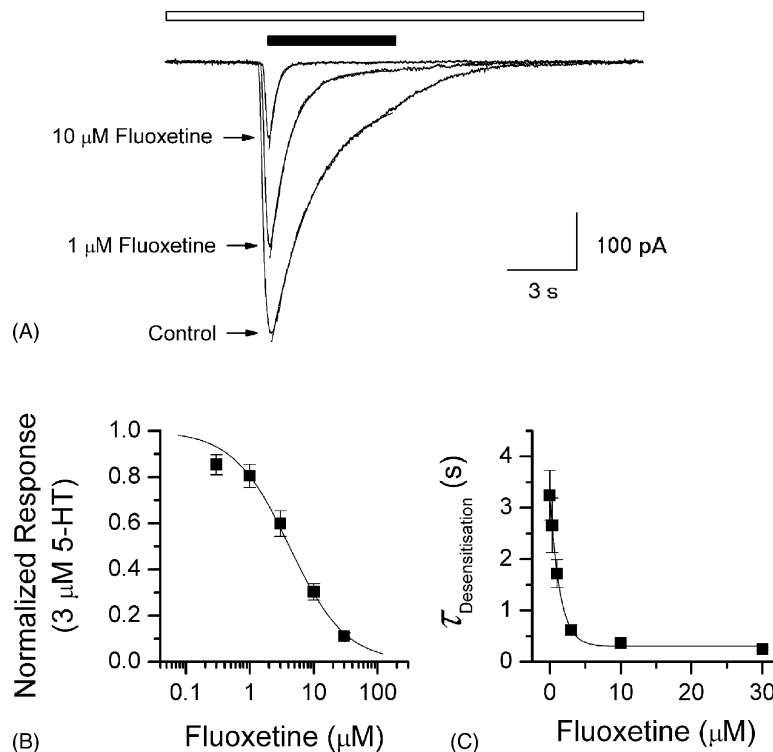 10 μM Fluoxetine
1 μM Fluoxetine
Control
100 pA
3 s
(A)
Normalized Response
(3 μM 5-HT)
1.0
0.8
0.6
0.4
0.2
0.0
0.1
1
10
100
Fluoxetine (μM)
(B)
τDesensitisation (s)
4
3
2
1
0
0
10
20
30
Fluoxetine (μM)
(C)